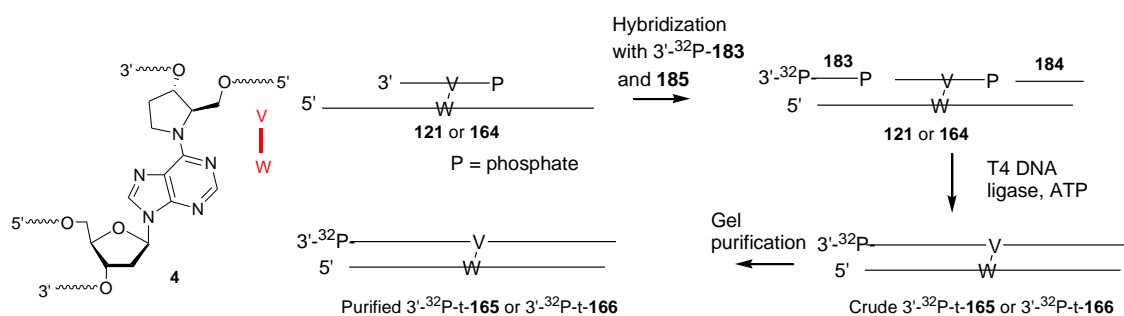 3' O
O 5'
N
N N
N N
5' O
O
3' O
4
V
W
3' V P
5' W
121 or 164
P = phosphate
Hybridization
with 3'-³²P-183
and 185
183 184
3'-³²P P V P
5' W
121 or 164
T4 DNA
ligase, ATP
3'-³²P- V
5' W
Crude 3'-³²P-t-165 or 3'-³²P-t-166
Gel
purification
3'-³²P- V
5' W
Purified 3'-³²P-t-165 or 3'-³²P-t-166